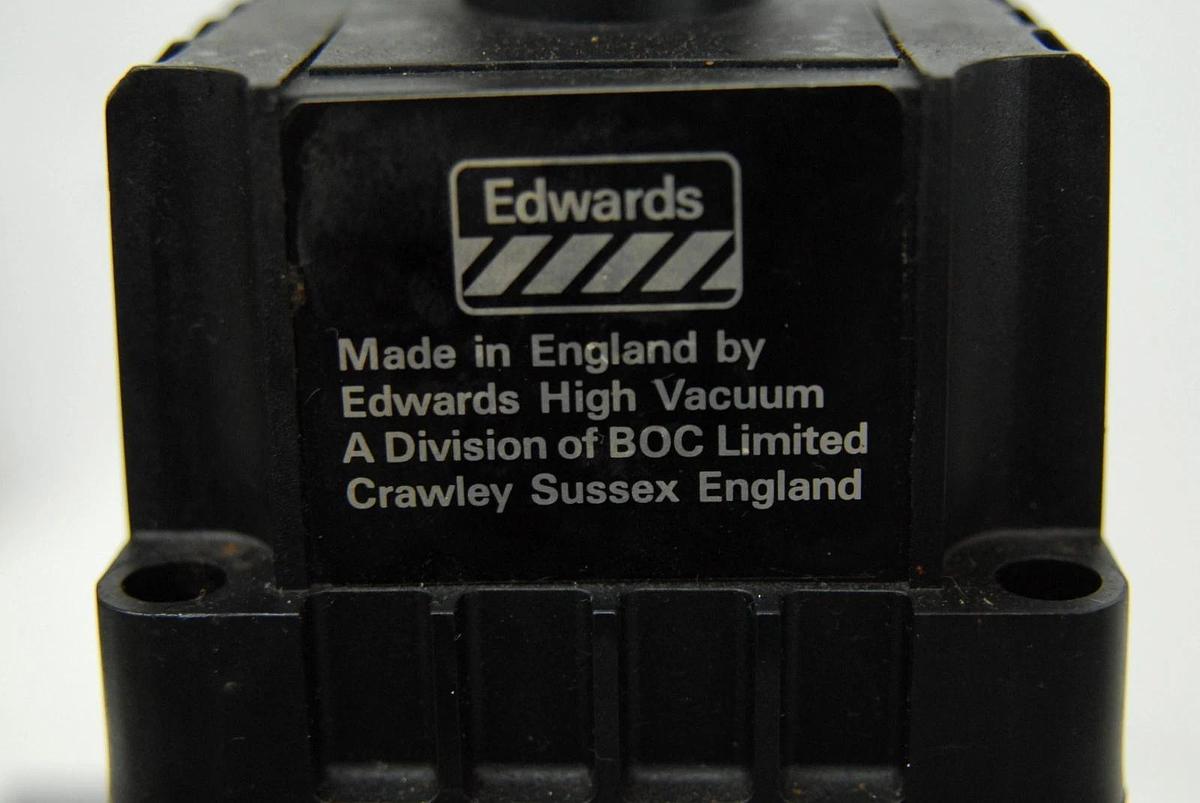 Edwards
Made in England by
Edwards High Vacuum
A Division of BOC Limited
Crawley Sussex England